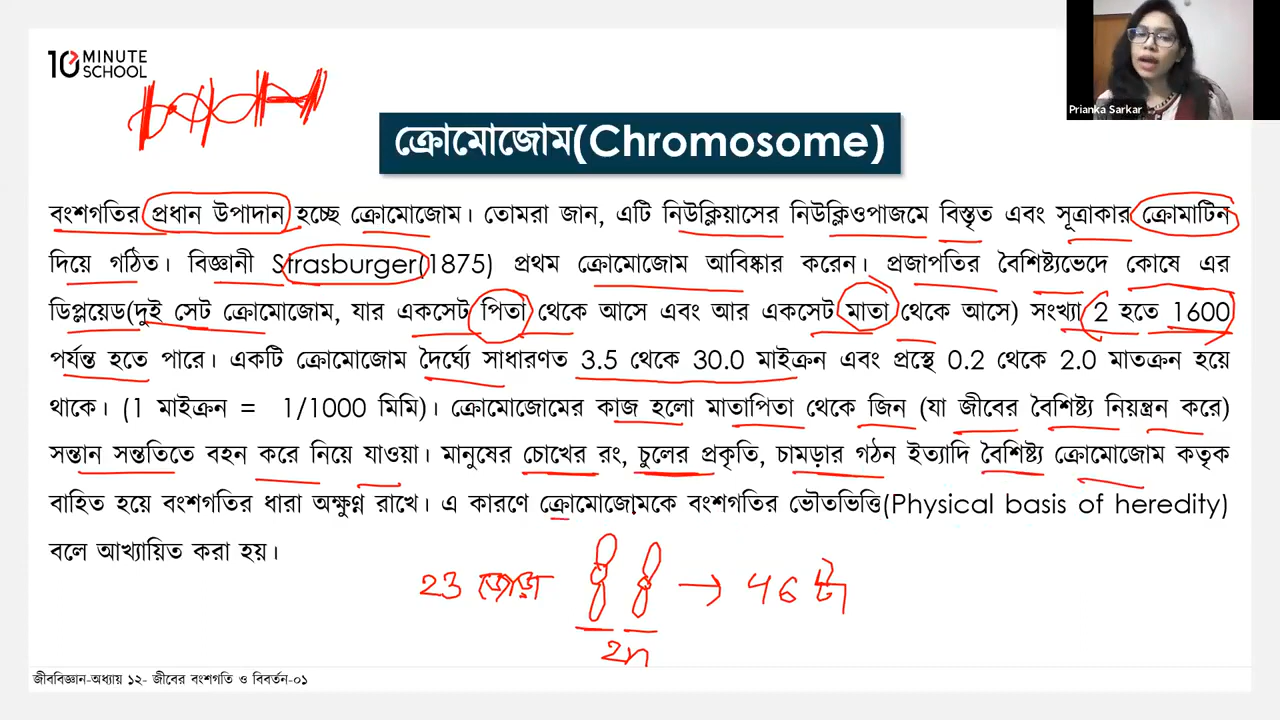 10 MINUTE
SCHOOL
Prianka Sarkar
ক্রোমোজোম(Chromosome)
বংশগতির প্রধান উপাদান হচ্ছে ক্রোমোজোম। তোমরা জান, এটি নিউক্লিয়াসের নিউক্লিওপাজমে বিস্তৃত এবং সূত্রাকার ক্রোমাটিন
দিয়ে গঠিত। বিজ্ঞানী Strasburger(1875) প্রথম ক্রোমোজোম আবিষ্কার করেন। প্রজাপতির বৈশিষ্ট্যভেদে কোষে এর
ডিপ্লয়েড(দুই সেট ক্রোমোজোম, যার একসেট পিতা থেকে আসে এবং আর একসেট মাতা থেকে আসে) সংখ্যা 2 হতে 1600
পর্যন্ত হতে পারে। একটি ক্রোমোজোম দৈর্ঘ্যে সাধারণত 3.5 থেকে 30.0 মাইক্রন এবং প্রস্থে 0.2 থেকে 2.0 মাতক্রন হয়ে
থাকে। (1 মাইক্রন = 1/1000 মিমি)। ক্রোমোজোমের কাজ হলো মাতাপিতা থেকে জিন (যা জীবের বৈশিষ্ট্য নিয়ন্ত্রন করে)
সন্তান সন্ততিতে বহন করে নিয়ে যাওয়া। মানুষের চোখের রং, চুলের প্রকৃতি, চামড়ার গঠন ইত্যাদি বৈশিষ্ট্য ক্রোমোজোম কতৃক
বাহিত হয়ে বংশগতির ধারা অক্ষুণ্ন রাখে। এ কারণে ক্রোমোজোমকে বংশগতির ভৌতভিত্তি(Physical basis of heredity)
বলে আখ্যায়িত করা হয়।
23 জোড়া → 46 টা
2n
জীববিজ্ঞান-অধ্যায় ১২- জীবের বংশগতি ও বিবর্তন-০১